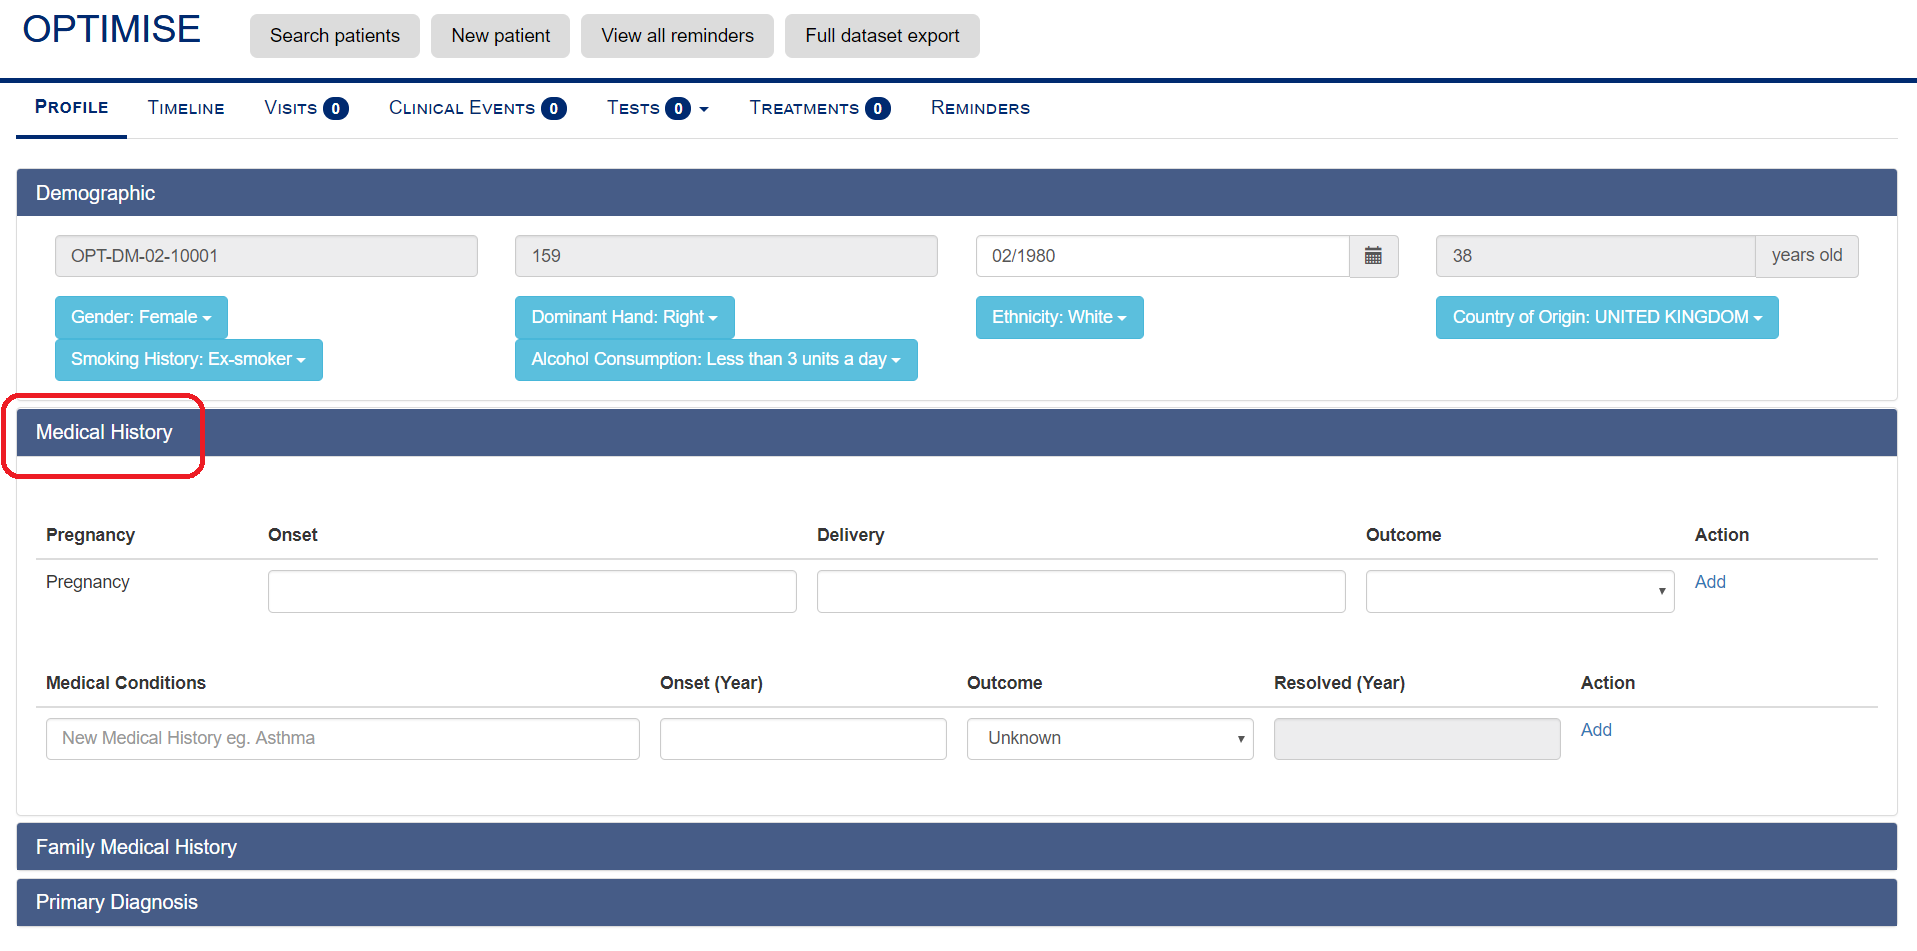 OPTIMISE Search patients New patient View all reminders Full dataset export
PROFILE TIMELINE VISITS 0 CLINICAL EVENTS 0 TESTS 0 TREATMENTS 0 REMINDERS
Demographic
OPT-DM-02-10001 159 02/1980 38 years old
Gender: Female Dominant Hand: Right Ethnicity: White Country of Origin: UNITED KINGDOM
Smoking History: Ex-smoker Alcohol Consumption: Less than 3 units a day
Medical History
Pregnancy Onset Delivery Outcome Action
Pregnancy Add
Medical Conditions Onset (Year) Outcome Resolved (Year) Action
New Medical History eg. Asthma Unknown Add
Family Medical History
Primary Diagnosis